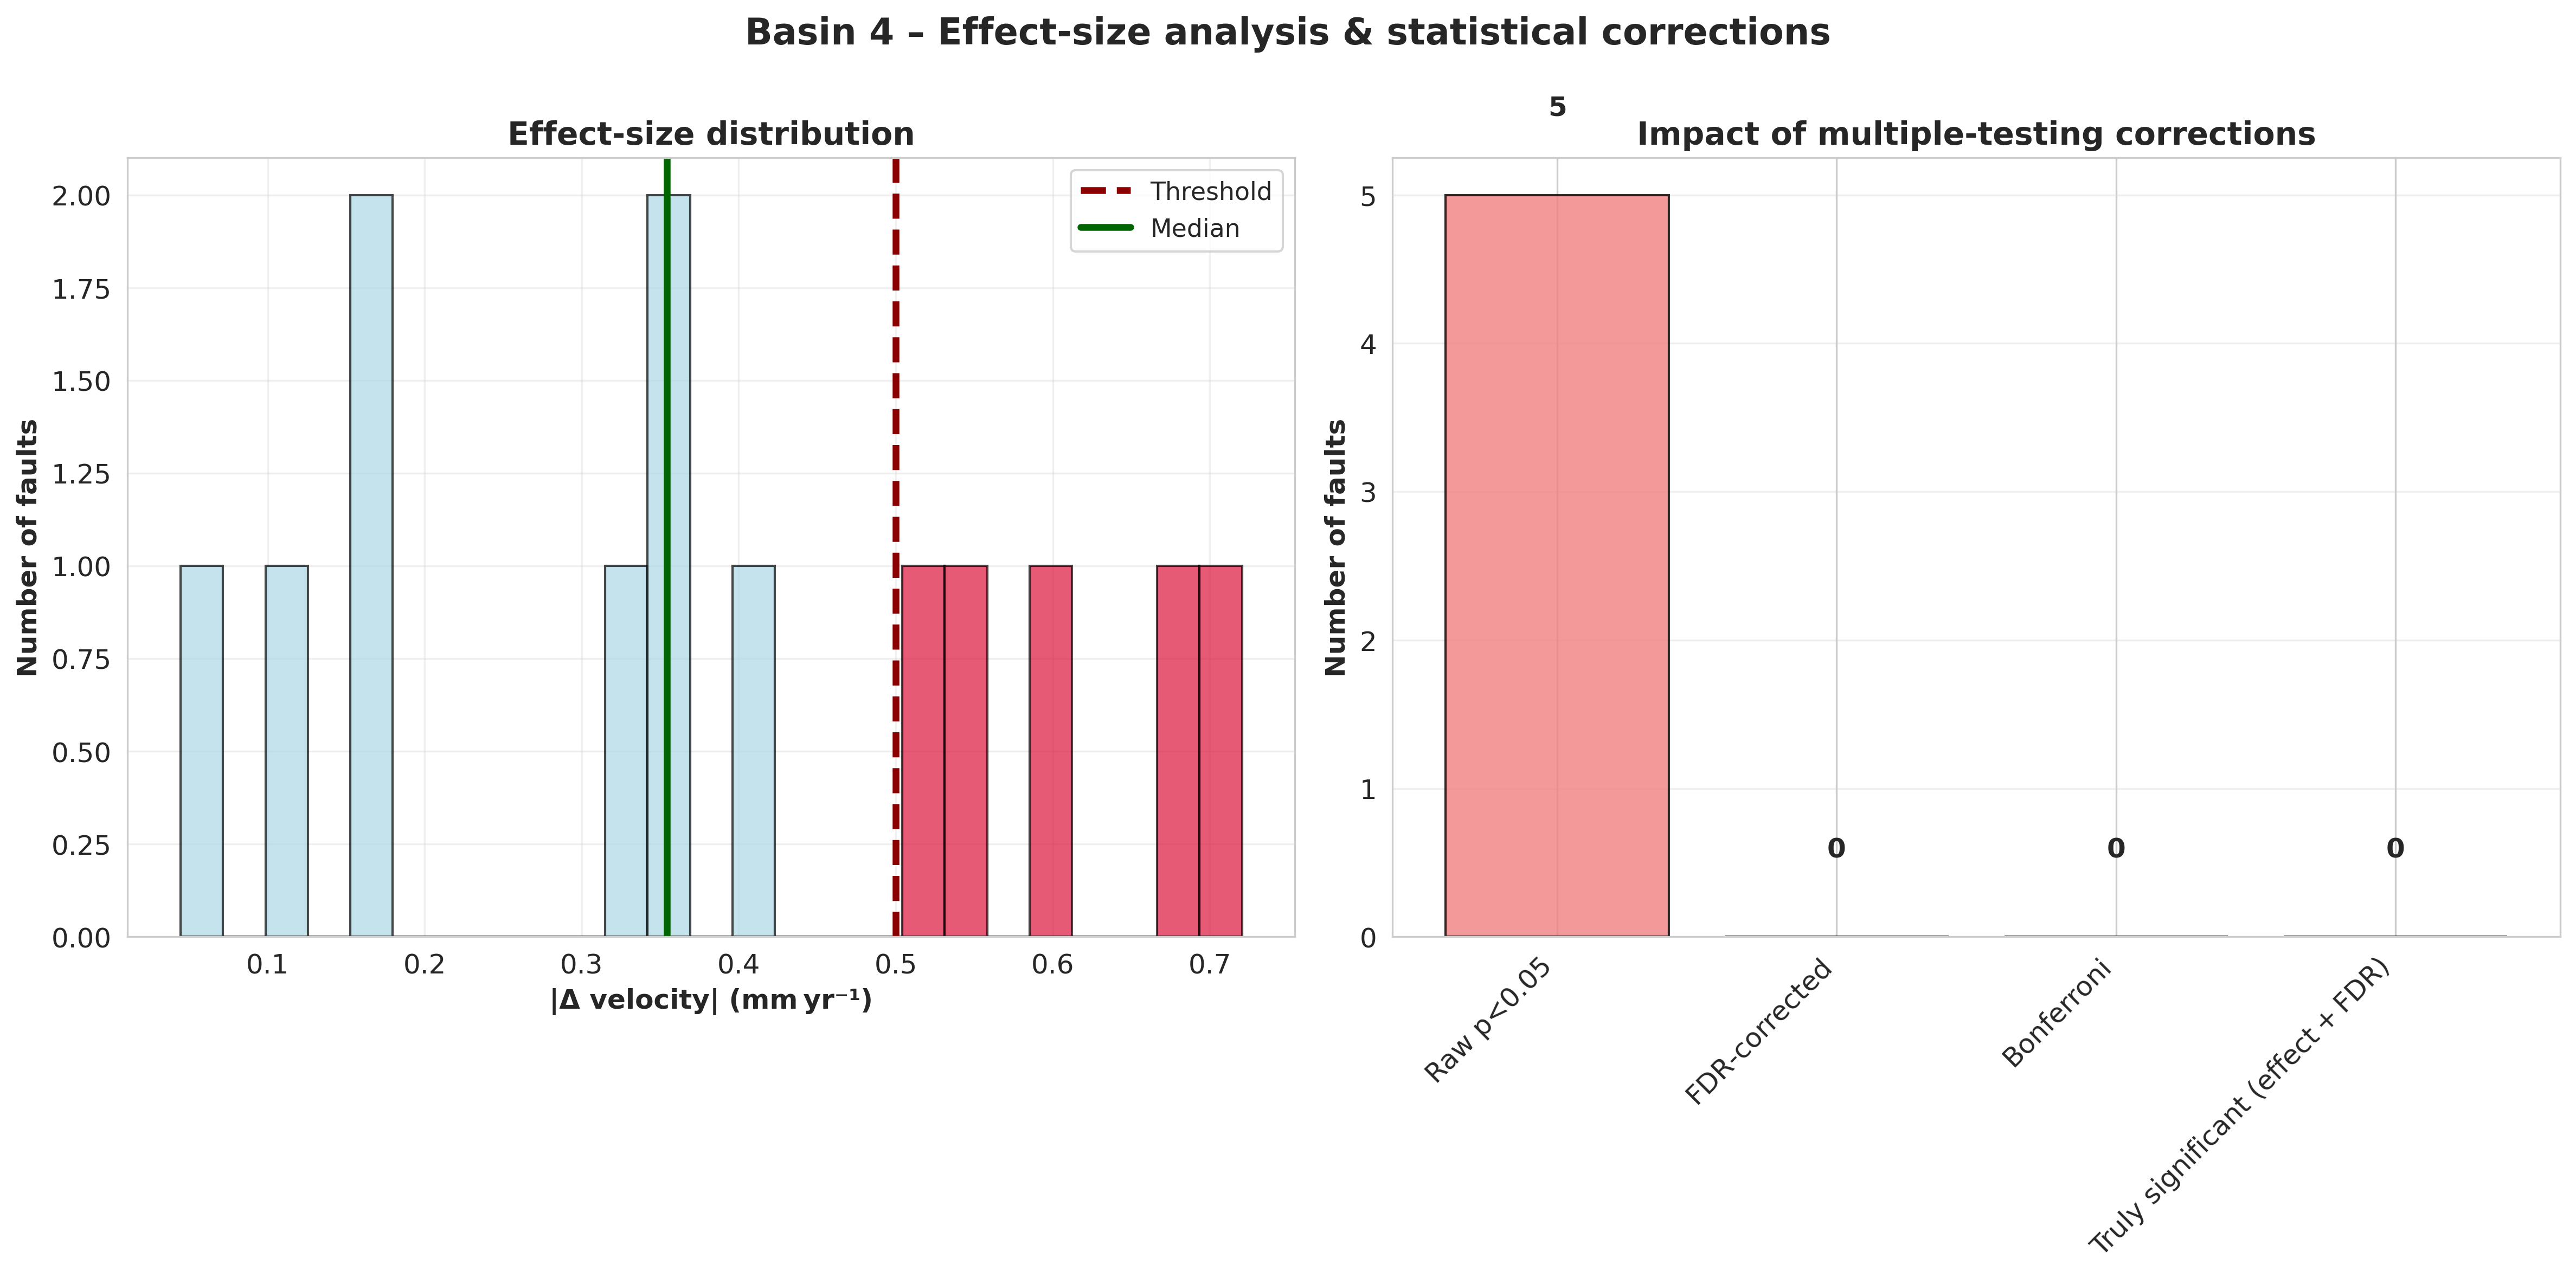 Basin 4 – Effect-size analysis & statistical corrections
Effect-size distribution
Number of faults
2.00
1.75
1.50
1.25
1.00
0.75
0.50
0.25
0.00
Threshold
Median
0.1 0.2 0.3 0.4 0.5 0.6 0.7
|Δ velocity| (mm yr⁻¹)
5
Impact of multiple-testing corrections
Number of faults
5
4
3
2
1
0
0 0 0
Raw p<0.05
FDR-corrected
Bonferroni
Truly significant (effect + FDR)